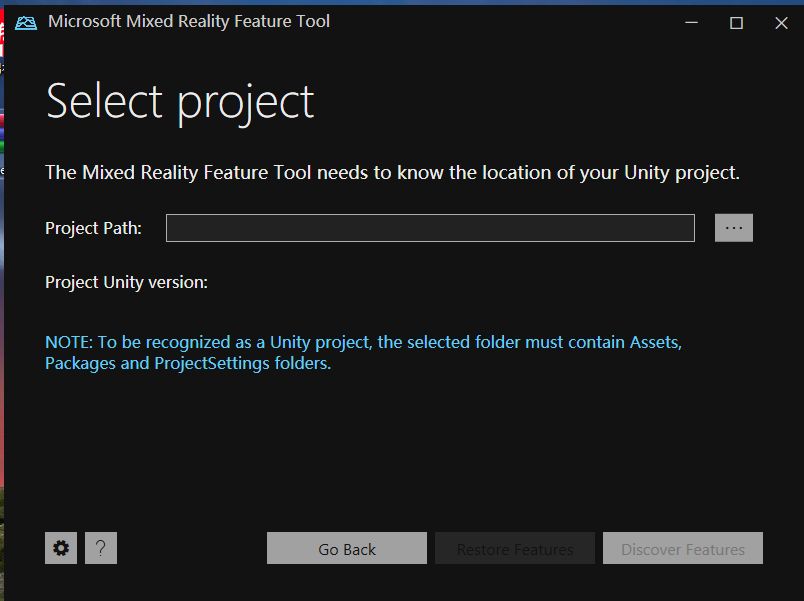 Microsoft Mixed Reality Feature Tool
Select project
The Mixed Reality Feature Tool needs to know the location of your Unity project.
Project Path:
...
Project Unity version:
NOTE: To be recognized as a Unity project, the selected folder must contain Assets,
Packages and ProjectSettings folders.
?
Go Back
Restore Features
Discover Features